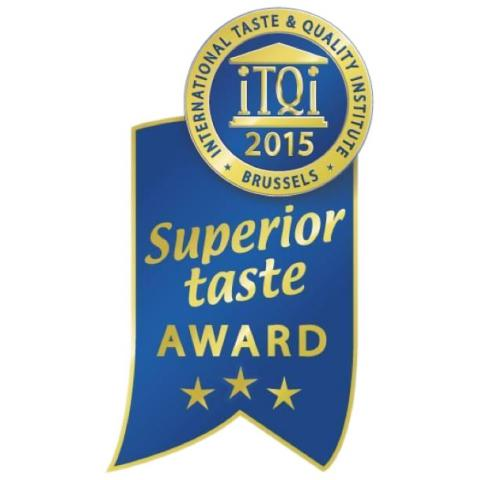 INTERNATIONAL TASTE & QUALITY INSTITUTE
iTQi
2015
BRUSSELS
Superior
taste
AWARD